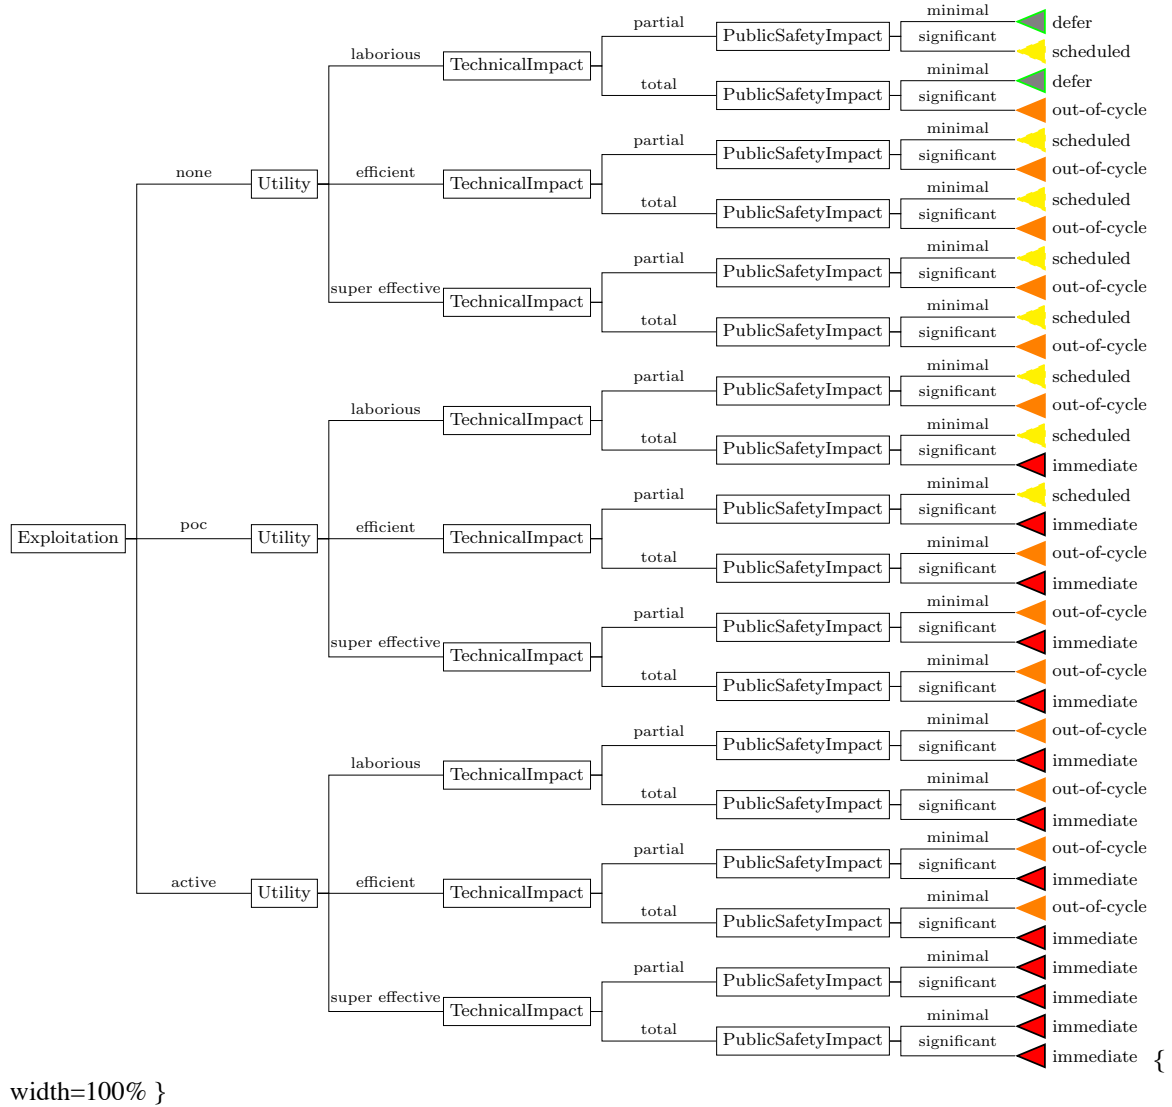 partial
minimal
defer
PublicSafetyImpact
significant
scheduled
laborious
TechnicalImpact
total
minimal
defer
PublicSafetyImpact
significant
out-of-cycle
partial
minimal
scheduled
PublicSafetyImpact
significant
out-of-cycle
none
Utility
efficient
TechnicalImpact
total
minimal
scheduled
PublicSafetyImpact
significant
out-of-cycle
partial
minimal
scheduled
PublicSafetyImpact
significant
out-of-cycle
super effective
TechnicalImpact
total
minimal
scheduled
PublicSafetyImpact
significant
out-of-cycle
partial
minimal
scheduled
PublicSafetyImpact
significant
out-of-cycle
laborious
TechnicalImpact
total
minimal
scheduled
PublicSafetyImpact
significant
immediate
partial
minimal
scheduled
PublicSafetyImpact
significant
immediate
Exploitation
poc
Utility
efficient
TechnicalImpact
total
minimal
out-of-cycle
PublicSafetyImpact
significant
immediate
partial
minimal
out-of-cycle
PublicSafetyImpact
significant
immediate
super effective
TechnicalImpact
total
minimal
out-of-cycle
PublicSafetyImpact
significant
immediate
partial
minimal
out-of-cycle
PublicSafetyImpact
significant
immediate
laborious
TechnicalImpact
total
minimal
out-of-cycle
PublicSafetyImpact
significant
immediate
partial
minimal
out-of-cycle
PublicSafetyImpact
significant
immediate
active
Utility
efficient
TechnicalImpact
total
minimal
out-of-cycle
PublicSafetyImpact
significant
immediate
partial
minimal
immediate
PublicSafetyImpact
significant
immediate
super effective
TechnicalImpact
total
minimal
immediate
PublicSafetyImpact
significant
immediate {
width=100% }